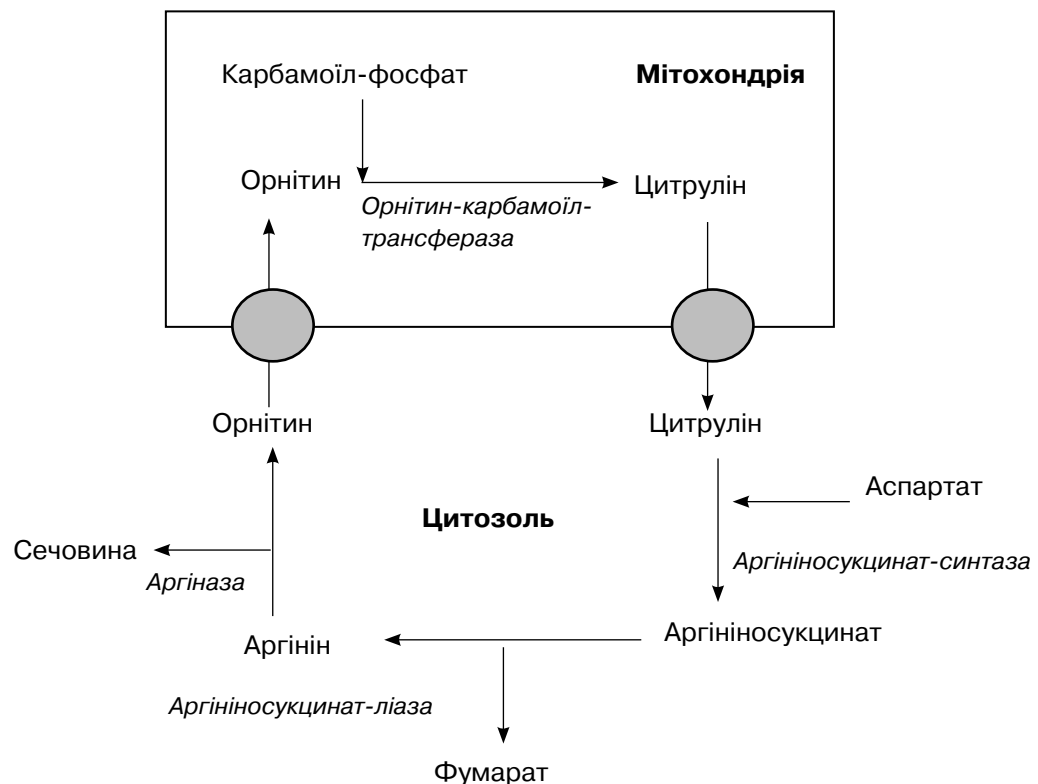 Карбамоїл-фосфат
Мітохондрія
Орнітин
Цитрулін
Орнітин-карбамоїл-
трансфераза
Орнітин
Цитрулін
Аспартат
Цитозоль
Сечовина
Аргіназа
Аргініносукцинат-синтаза
Аргінін
Аргініносукцинат
Аргініносукцинат-ліаза
Фумарат